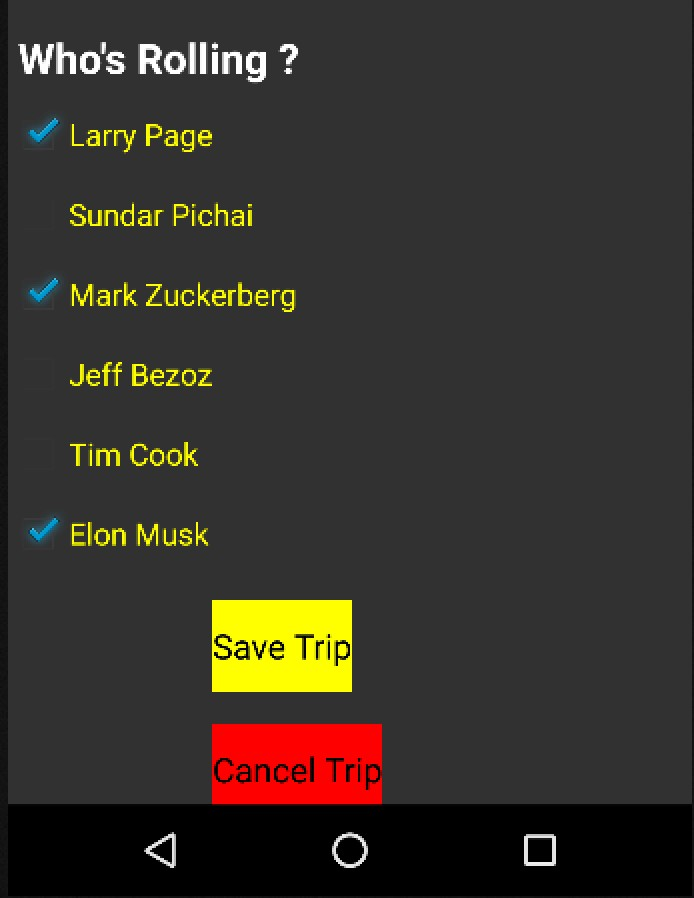 Who's Rolling ?
Larry Page
Sundar Pichai
Mark Zuckerberg
Jeff Bezoz
Tim Cook
Elon Musk
Save Trip
Cancel Trip